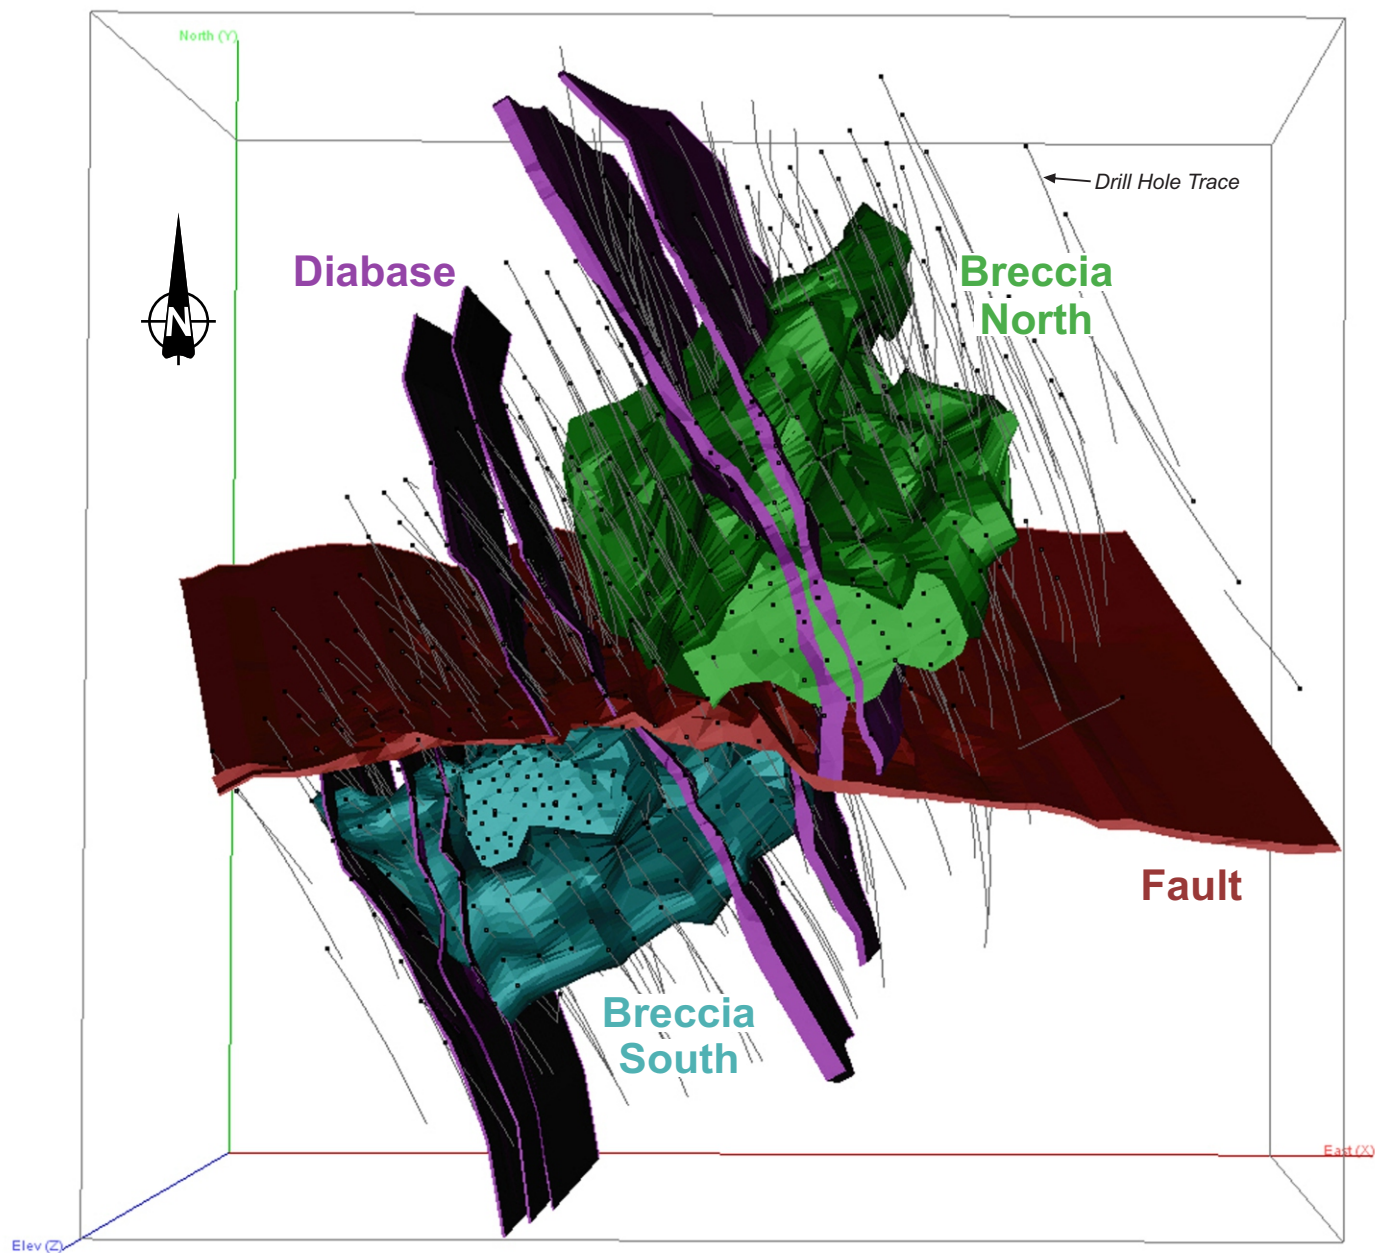 North (Y)
Drill Hole Trace
Diabase
Breccia
North
N
Fault
Breccia
South
East (X)
Elev (Z)